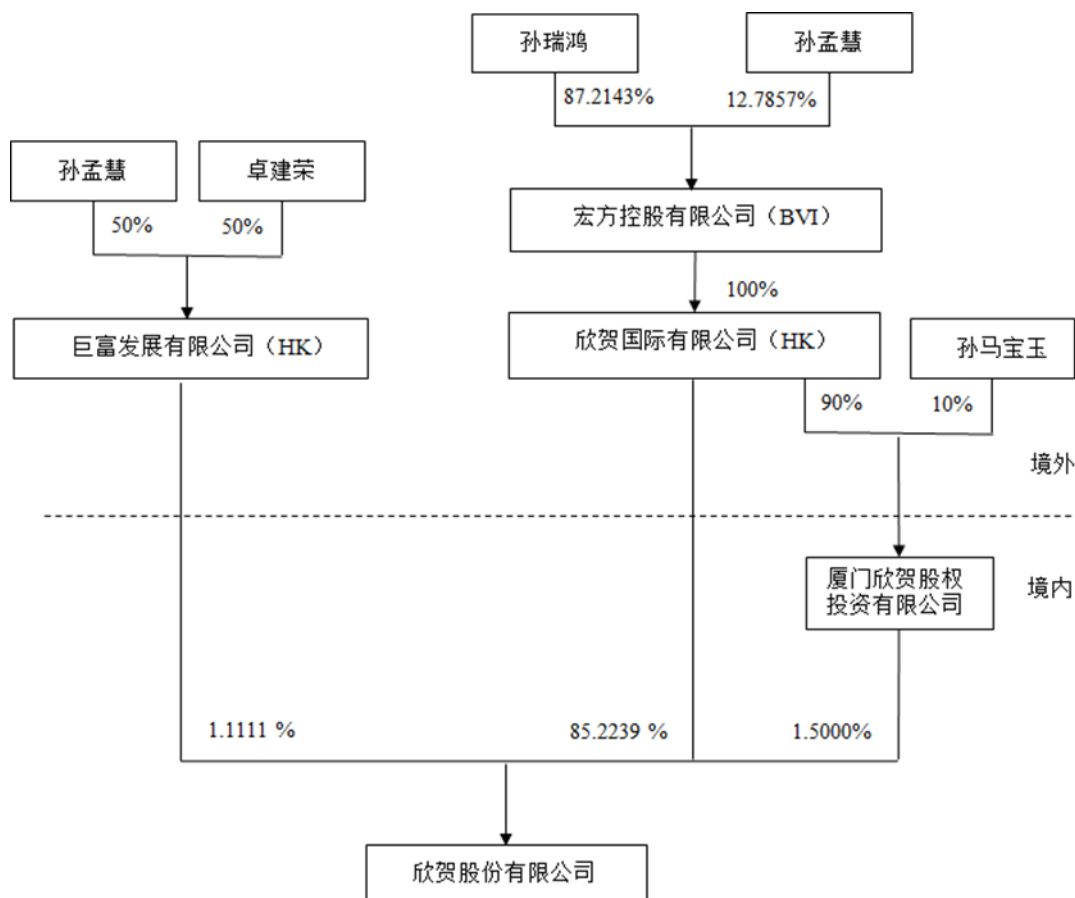 孙瑞鸿
孙孟慧
87.2143%
12.7857%
孙孟慧
卓建荣
50%
50%
宏方控股有限公司（BVI）
100%
巨富发展有限公司（HK）
欣贺国际有限公司（HK）
孙马宝玉
90%
10%
境外
厦门欣贺股权
投资有限公司
境内
1.1111 %
85.2239 %
1.5000%
欣贺股份有限公司